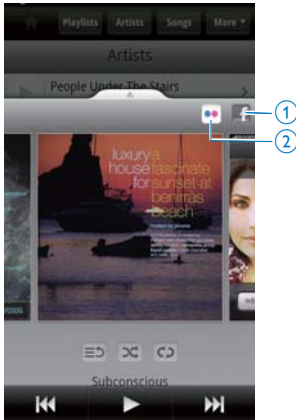 Playlists Artists Songs More
Artists
People Under The Stairs
1
2
luxury a
house fascinate
for sunset at
benirras
beach
Subconscious